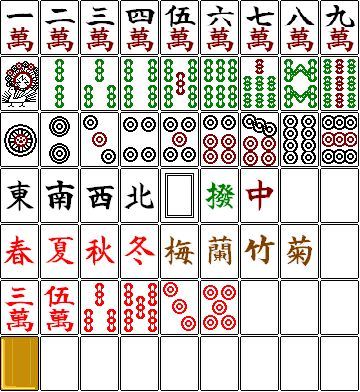 一 二 三 四 伍 六 七 八 九
萬 萬 萬 萬 萬 萬 萬 萬 萬
東 南 西 北 撥 中
春 夏 秋 冬 梅 蘭 竹 菊
三 伍
萬 萬